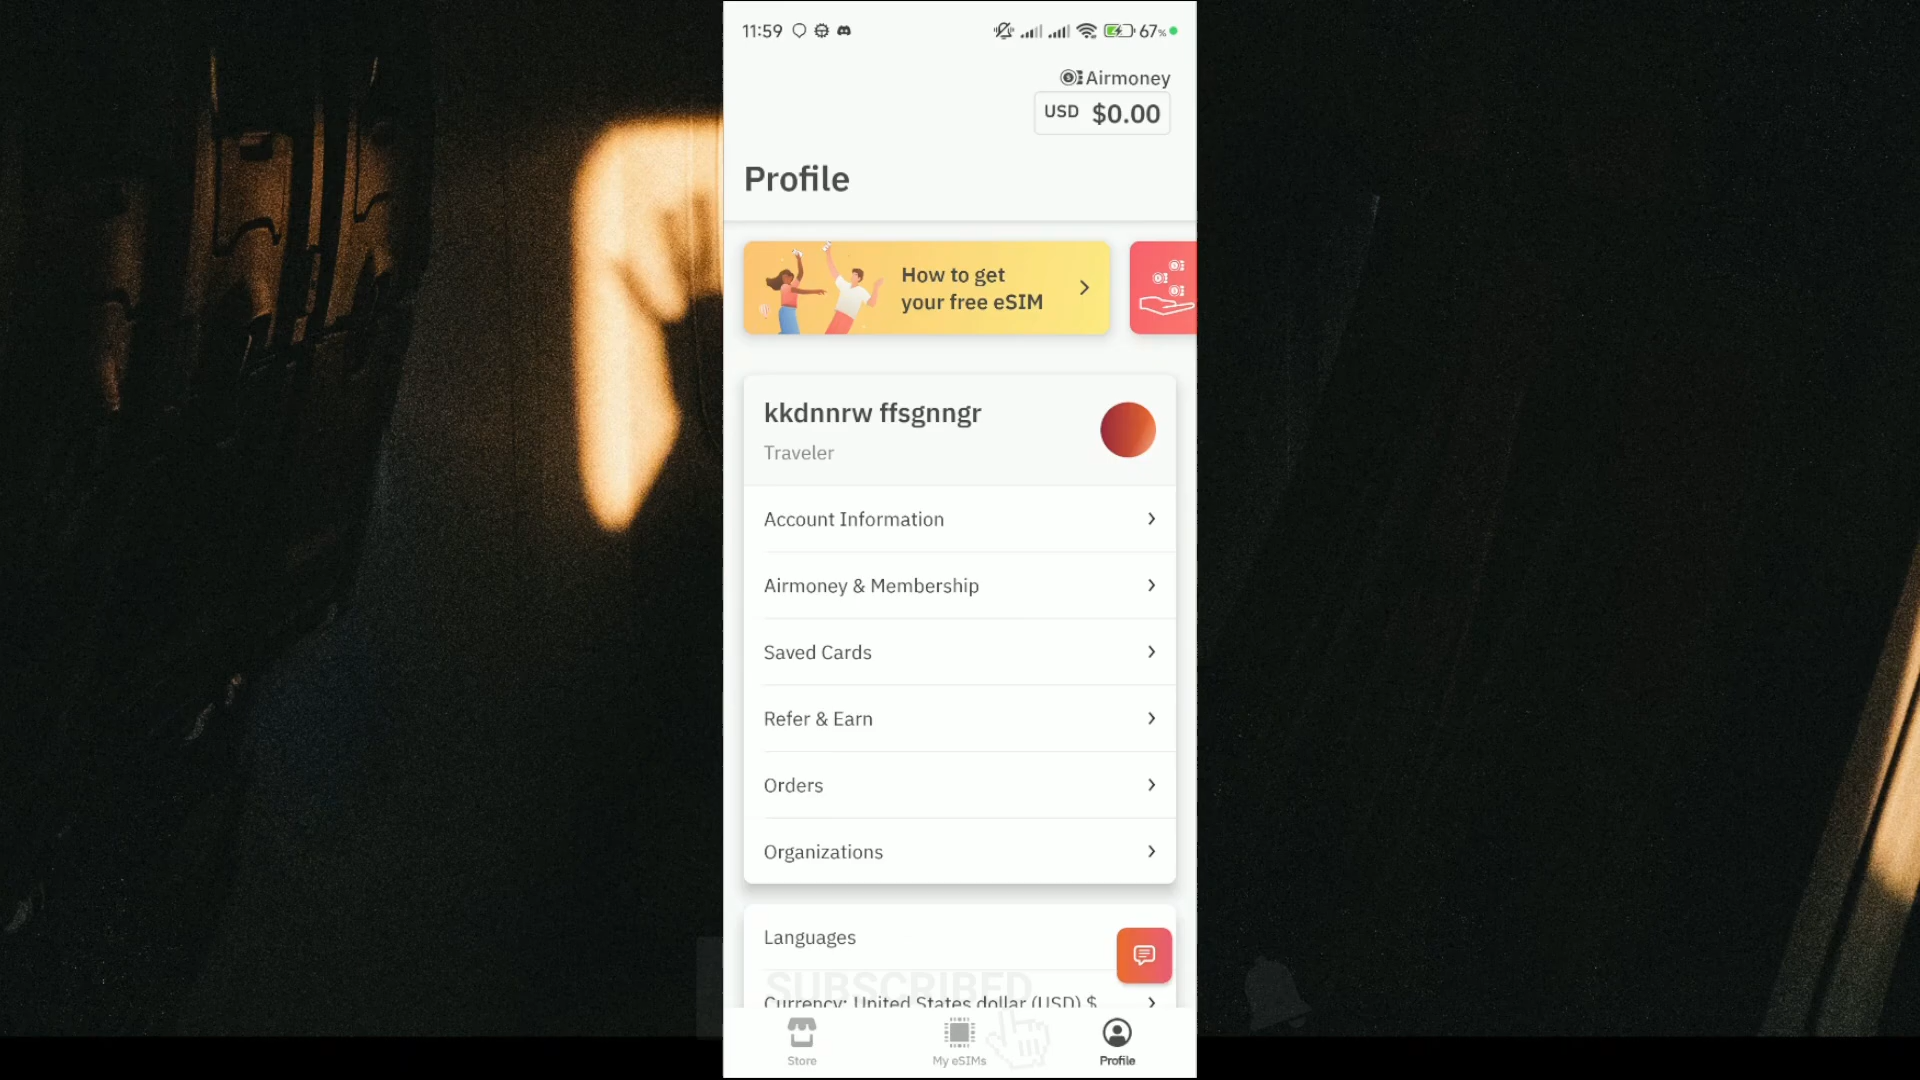 11:59
67%
Airmoney
USD $0.00
Profile
How to get
your free eSIM
kkdnnrw ffsgnngr
Traveler
Account Information
Airmoney & Membership
Saved Cards
Refer & Earn
Orders
Organizations
Languages
SUBSCRIBED
Currency: United States dollar (USD) $
Store
My eSIMs
Profile